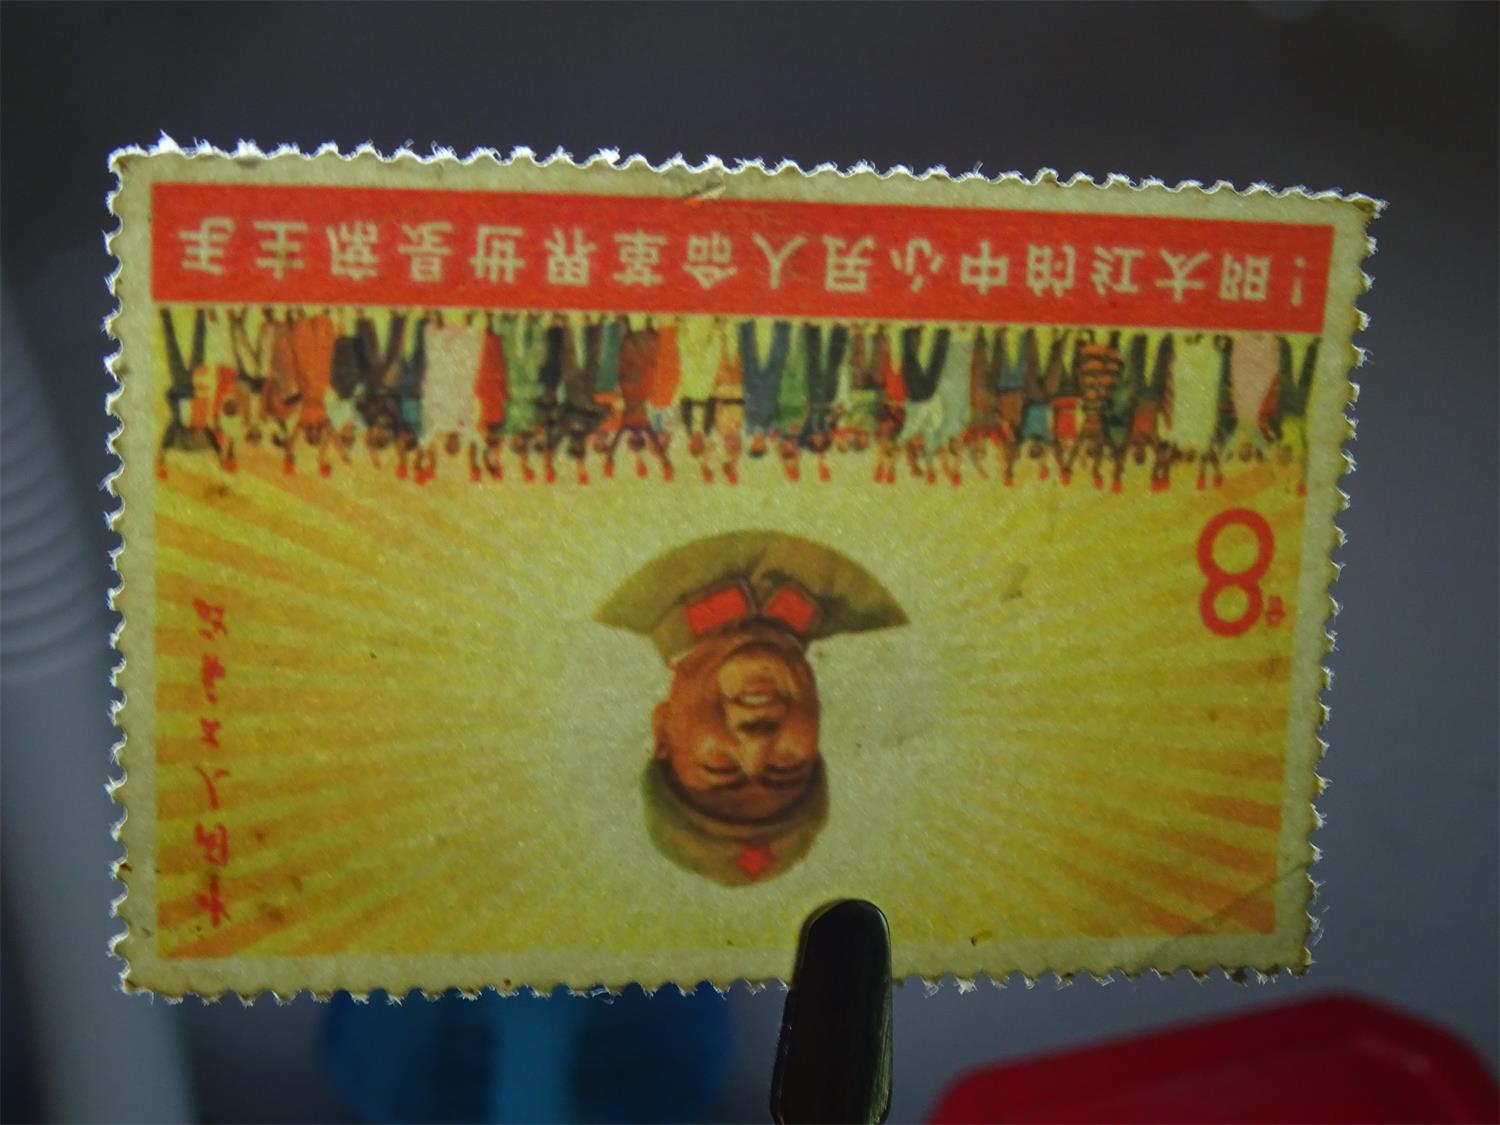 中国人民邮政
8分
毛主席是世界革命人民心中的红太阳！